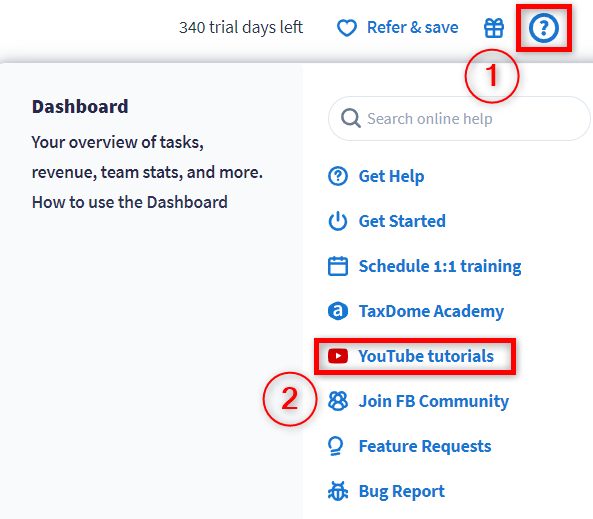 340 trial days left
Refer & save
?
1
Dashboard
Your overview of tasks,
revenue, team stats, and more.
How to use the Dashboard
Search online help
Get Help
Get Started
Schedule 1:1 training
a TaxDome Academy
YouTube tutorials
2
Join FB Community
Feature Requests
Bug Report